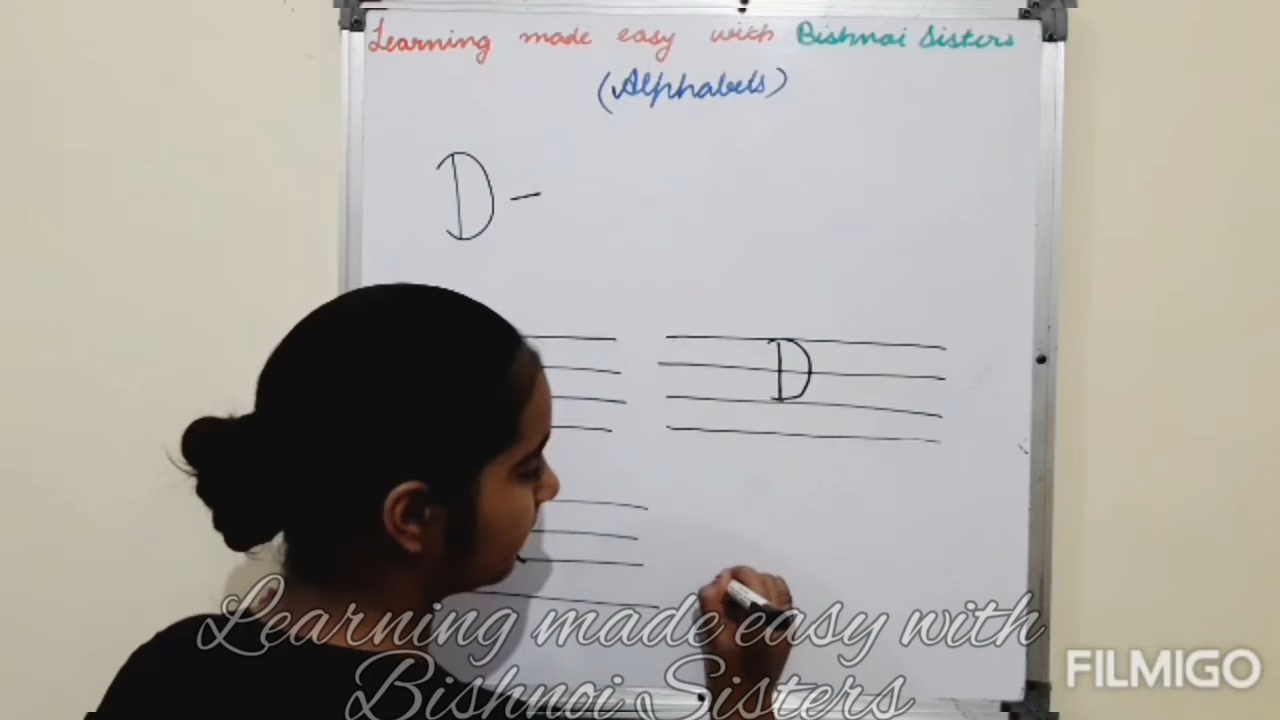 Learning made easy with Bishnoi Sisters
(Alphabets)
D -
D
Learning made easy with
Bishnoi Sisters
FILMIGO